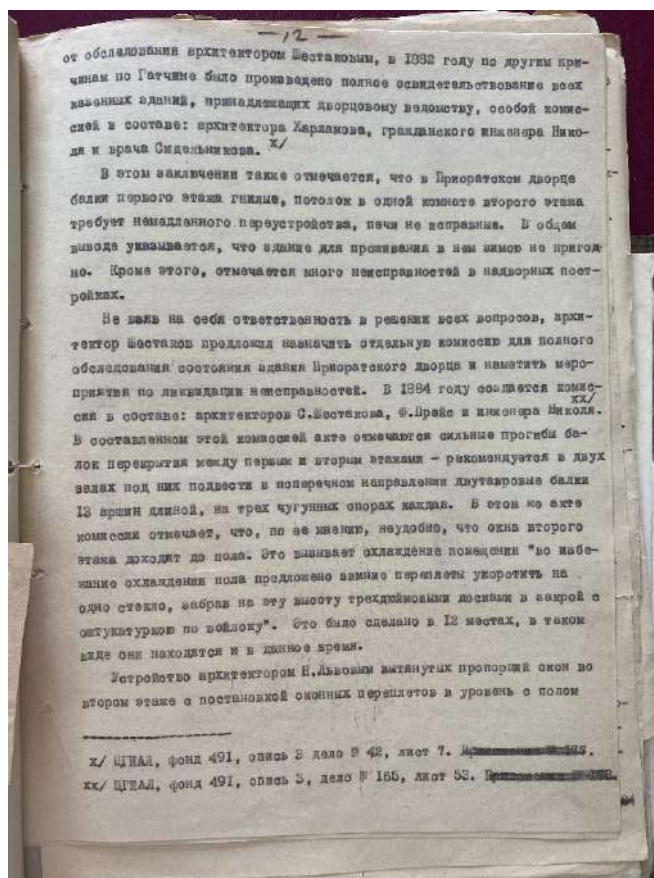 — 12 —
от обследования архитектором Шестаковым, в 1882 году по другим при-
чинам по Гатчине было произведено полное освидетельствование всех
казенных зданий, принадлежащих дворцовому ведомству, особой комис-
сией в составе: архитектора Харламова, гражданского инженера Нико-
ля и врача Сидельникова. х/
В этом заключении также отмечается, что в Приоратском дворце
балки первого этажа гнилые, потолок в одной комнате второго этажа
требует немедланного переустройства, печи не исправные. В общем
выводе указывается, что здание для проживания в нем зимою не пригод-
но. Кроме этого, отмечается много неисправностей в надворных пост-
ройках.
Не взяв на себя ответственность в решении всех вопросов, архи-
тектор Шестаков предложил назначить отдельную комиссию для полного
обследования состояния здания Приоратского дворца и наметить меро-
приятия по ликвидации неисправностей. В 1884 году создается комис-
сия в составе: архитекторов С.Шестакова, Ф.Прейс и инженера Николя. хх/
В составленном этой комиссией акте отмечаются сильные прогибы ба-
лок перекрытия между первым и вторым этажами – рекомендуется в двух
залах под них подвести в поперечном направлении двутавровые балки
13 аршин длиной, на трех чугунных опорах каждая. В этом же акте
комиссия отмечает, что, по ее мнению, неудобно, что окна второго
этажа доходят до пола. Это вызывает охлаждение помещения "во избе-
жание охлаждения пола предложено зимние переплеты укоротить на
одно стекло, забрав на эту высоту трехдюймовыми досками в закрой с
оштукатуркою по войлоку". Это было сделано в 12 местах, в таком
виде они находятся и в данное время.
Устройство архитектором Н.Львовым вытянутых пропорций окон во
втором этаже с постановкой оконных переплетов в уровень с полом
х/ ЦГИАЛ, фонд 491, опись 3 дело № 42, лист 7.
хх/ ЦГИАЛ, фонд 491, опись 3, дело № 165, лист 53.